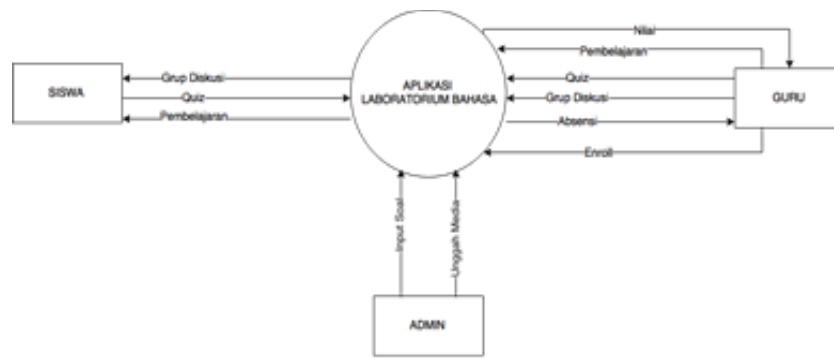 Nilai
Pembelajaran
Grup Diskusi
Quiz
Pembelajaran
SISWA
APLIKASI
LABORATORIUM BAHASA
Quiz
Grup Diskusi
Absensi
Enroll
GURU
Input Soal
Unggah Media
ADMIN